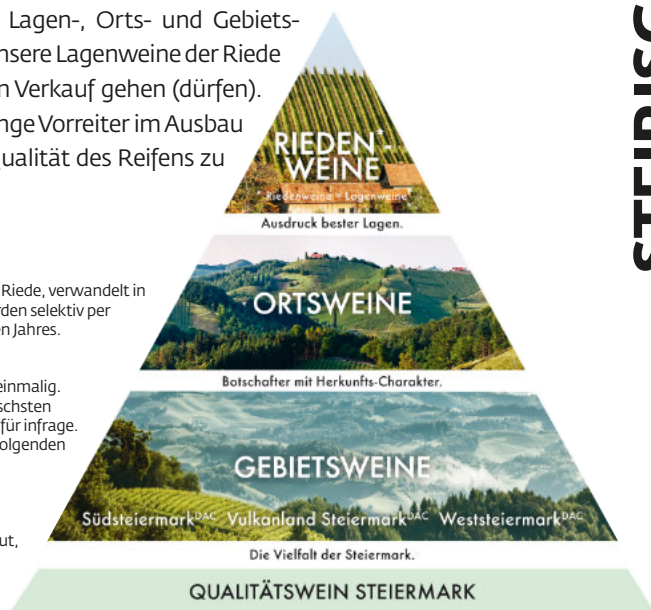 Lagen-, Orts- und Gebiets-
nsere Lagenweine der Riede
n Verkauf gehen (dürfen).
nge Vorreiter im Ausbau
ualität des Reifens zu
Riede, verwandelt in
rden selektiv per
en Jahres.
einmalig.
schsten
für infrage.
olgenden
ut,
RIEDEN*-
WEINE
* Riedenweine = Lagenweine
Ausdruck bester Lagen.
ORTSWEINE
Botschafter mit Herkunfts-Charakter.
GEBIETSWEINE
Südsteiermark DAC Vulkanland Steiermark DAC Weststeiermark DAC
Die Vielfalt der Steiermark.
QUALITÄTSWEIN STEIERMARK
STEIRISC